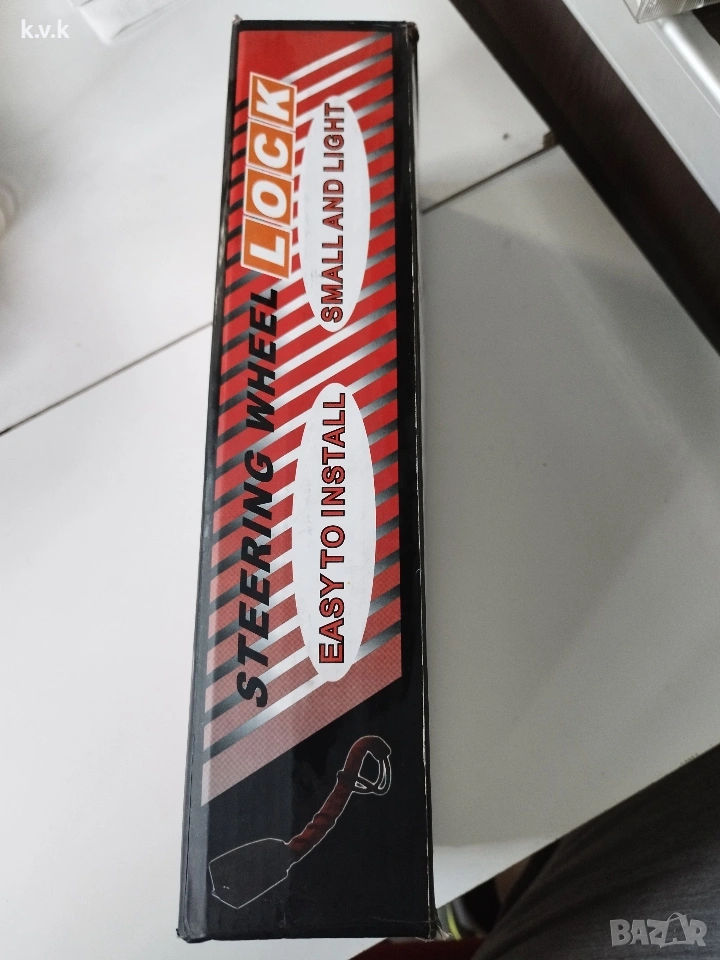 k.v.k
STEERING WHEEL LOCK
EASY TO INSTALL
SMALL AND LIGHT
BAZAR